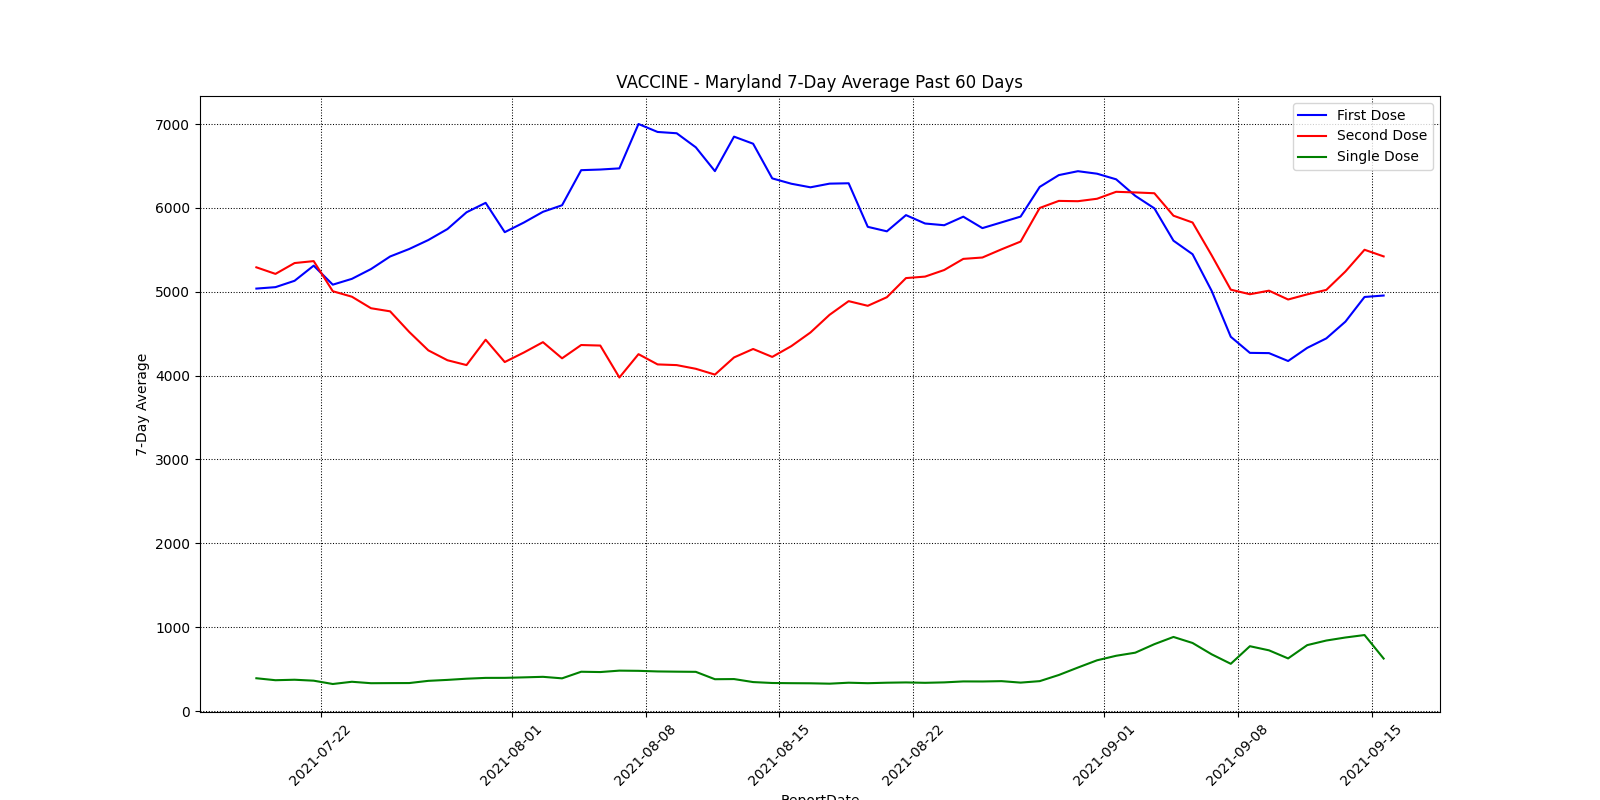 VACCINE - Maryland 7-Day Average Past 60 Days
First Dose
Second Dose
Single Dose
7-Day Average
7000
6000
5000
4000
3000
2000
1000
0
2021-07-22
2021-08-01
2021-08-08
2021-08-15
2021-08-22
2021-09-01
2021-09-08
2021-09-15
ReportDate